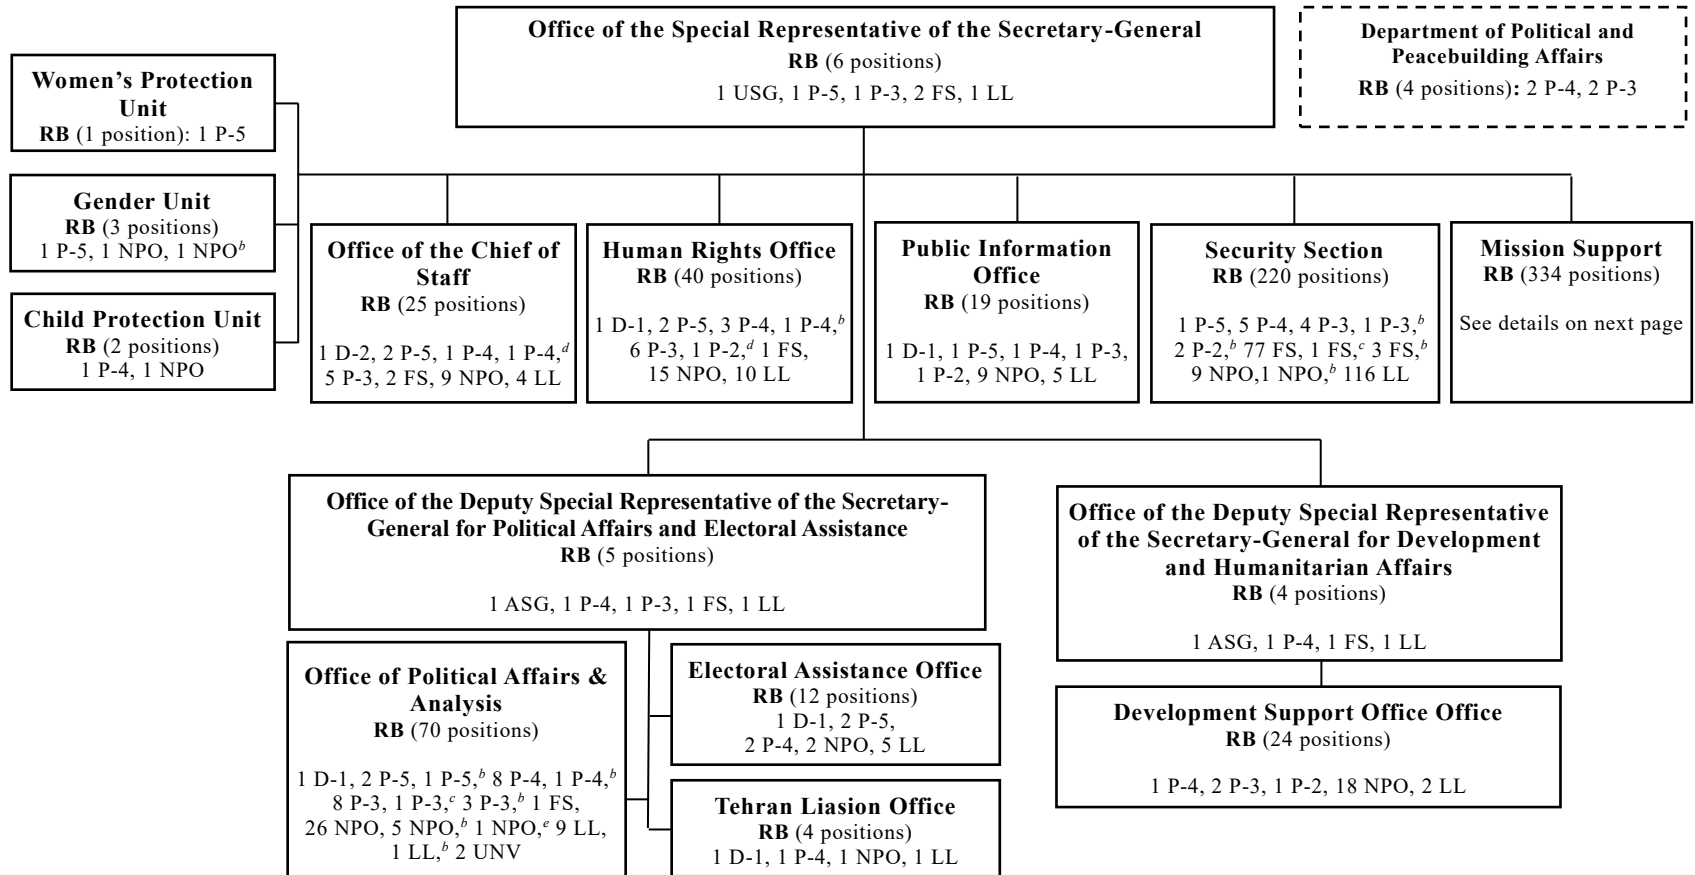 Office of the Special Representative of the Secretary-General
RB (6 positions)
1 USG, 1 P-5, 1 P-3, 2 FS, 1 LL
Department of Political and
Peacebuilding Affairs
RB (4 positions): 2 P-4, 2 P-3
Women’s Protection
Unit
RB (1 position): 1 P-5
Gender Unit
RB (3 positions)
1 P-5, 1 NPO, 1 NPOb
Child Protection Unit
RB (2 positions)
1 P-4, 1 NPO
Office of the Chief of
Staff
RB (25 positions)
1 D-2, 2 P-5, 1 P-4, 1 P-4,d
5 P-3, 2 FS, 9 NPO, 4 LL
Human Rights Office
RB (40 positions)
1 D-1, 2 P-5, 3 P-4, 1 P-4,b
6 P-3, 1 P-2,d 1 FS,
15 NPO, 10 LL
Public Information
Office
RB (19 positions)
1 D-1, 1 P-5, 1 P-4, 1 P-3,
1 P-2, 9 NPO, 5 LL
Security Section
RB (220 positions)
1 P-5, 5 P-4, 4 P-3, 1 P-3,b
2 P-2,b 77 FS, 1 FS,c 3 FS,b
9 NPO,1 NPO,b 116 LL
Mission Support
RB (334 positions)
See details on next page
Office of the Deputy Special Representative of the Secretary-
General for Political Affairs and Electoral Assistance
RB (5 positions)
1 ASG, 1 P-4, 1 P-3, 1 FS, 1 LL
Office of the Deputy Special Representative
of the Secretary-General for Development
and Humanitarian Affairs
RB (4 positions)
1 ASG, 1 P-4, 1 FS, 1 LL
Office of Political Affairs &
Analysis
RB (70 positions)
1 D-1, 2 P-5, 1 P-5,b 8 P-4, 1 P-4,b
8 P-3, 1 P-3,c 3 P-3,b 1 FS,
26 NPO, 5 NPO,b 1 NPO,e 9 LL,
1 LL,b 2 UNV
Electoral Assistance Office
RB (12 positions)
1 D-1, 2 P-5,
2 P-4, 2 NPO, 5 LL
Tehran Liasion Office
RB (4 positions)
1 D-1, 1 P-4, 1 NPO, 1 LL
Development Support Office Office
RB (24 positions)
1 P-4, 2 P-3, 1 P-2, 18 NPO, 2 LL